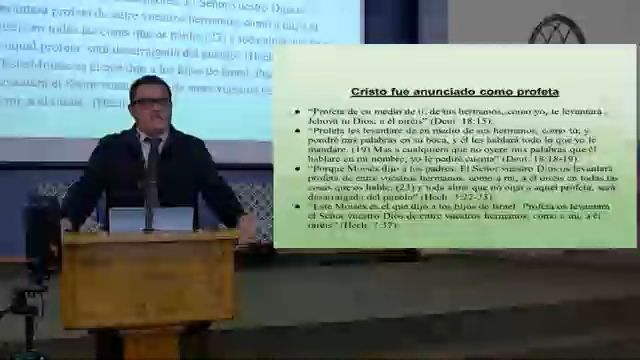 Cristo fue anunciado como profeta
• "Profeta de en medio de ti, de tus hermanos, como yo, te levantará
Jehová tu Dios; a él oiréis" (Deut. 18:15).
• "Profeta les levantaré de en medio de sus hermanos, como tú; y
pondré mis palabras en su boca, y él les hablará todo lo que yo le
mandare. (19) Mas a cualquiera que no oyere mis palabras que él
hablare en mi nombre, yo le pediré cuenta" (Deut. 18:18-19).
• "Porque Moisés dijo a los padres: El Señor vuestro Dios os levantará
profeta de entre vuestros hermanos, como a mí; a él oiréis en todas las
cosas que os hable; (23) y toda alma que no oiga a aquel profeta, será
desarraigada del pueblo" (Hech. 3:22-23).
• "Este Moisés es el que dijo a los hijos de Israel: Profeta os levantará
el Señor vuestro Dios de entre vuestros hermanos, como a mí; a él
oiréis" (Hech. 7:37).